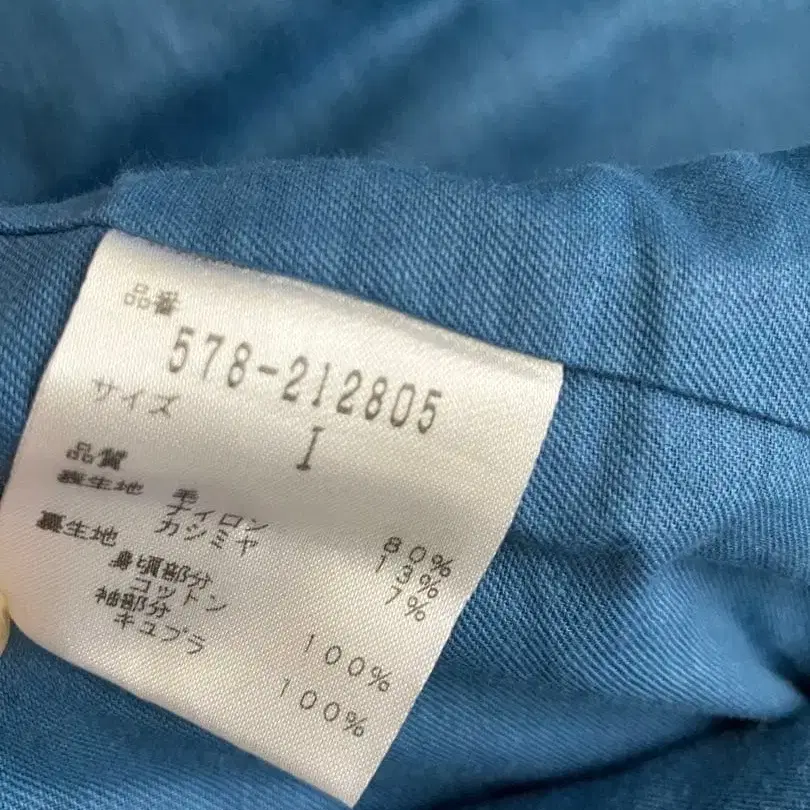 品番
578-212805
サイズ
I
品質
表生地 毛 80%
ナイロン 13%
カシミヤ 7%
裏生地
身頃部分
コットン 100%
袖部分
キュプラ 100%